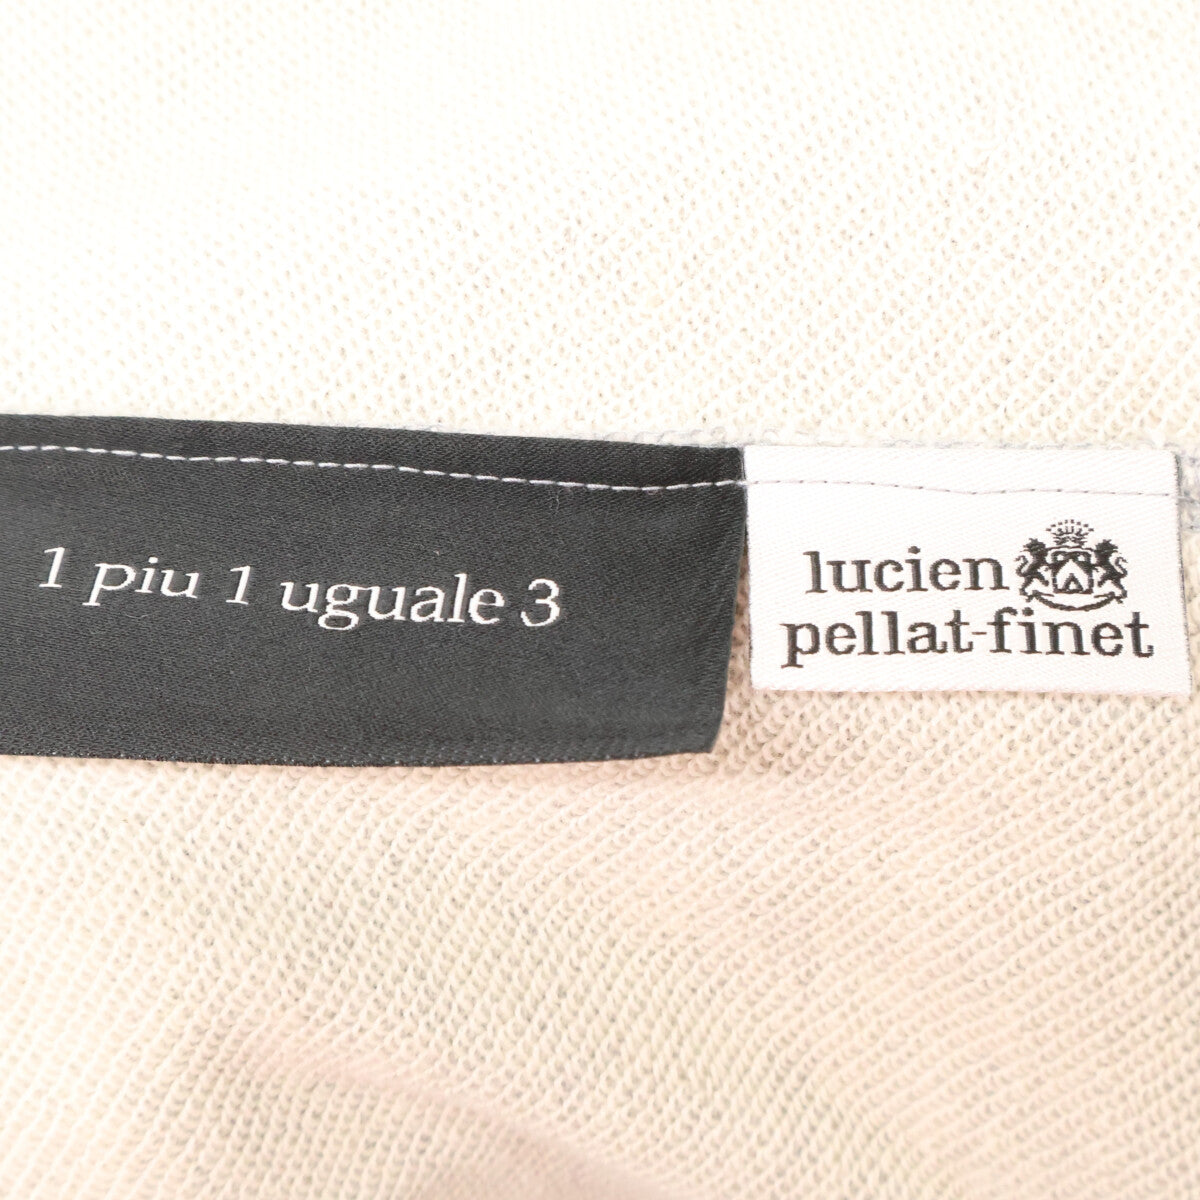 1 piu 1 uguale 3
lucien
pellat-finet